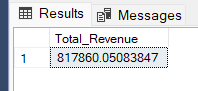 Results Messages
Total_Revenue
1 817860.05083847